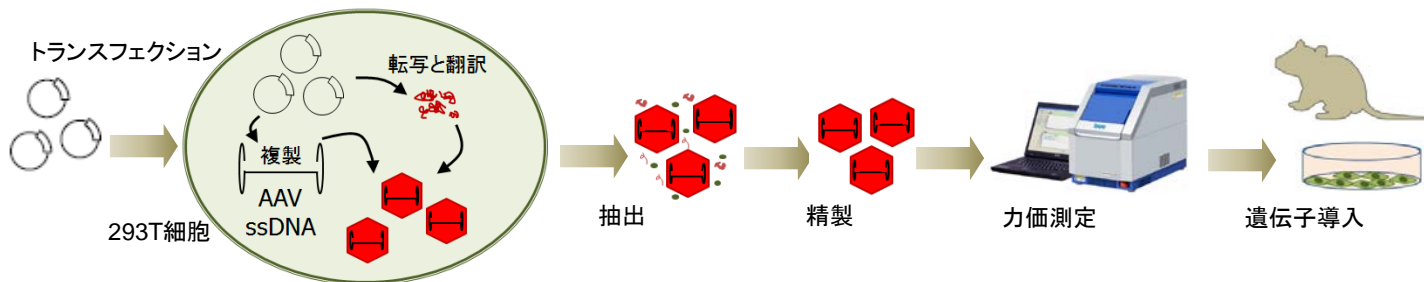 トランスフェクション
転写と翻訳
複製
AAV
ssDNA
293T細胞
抽出
精製
力価測定
遺伝子導入